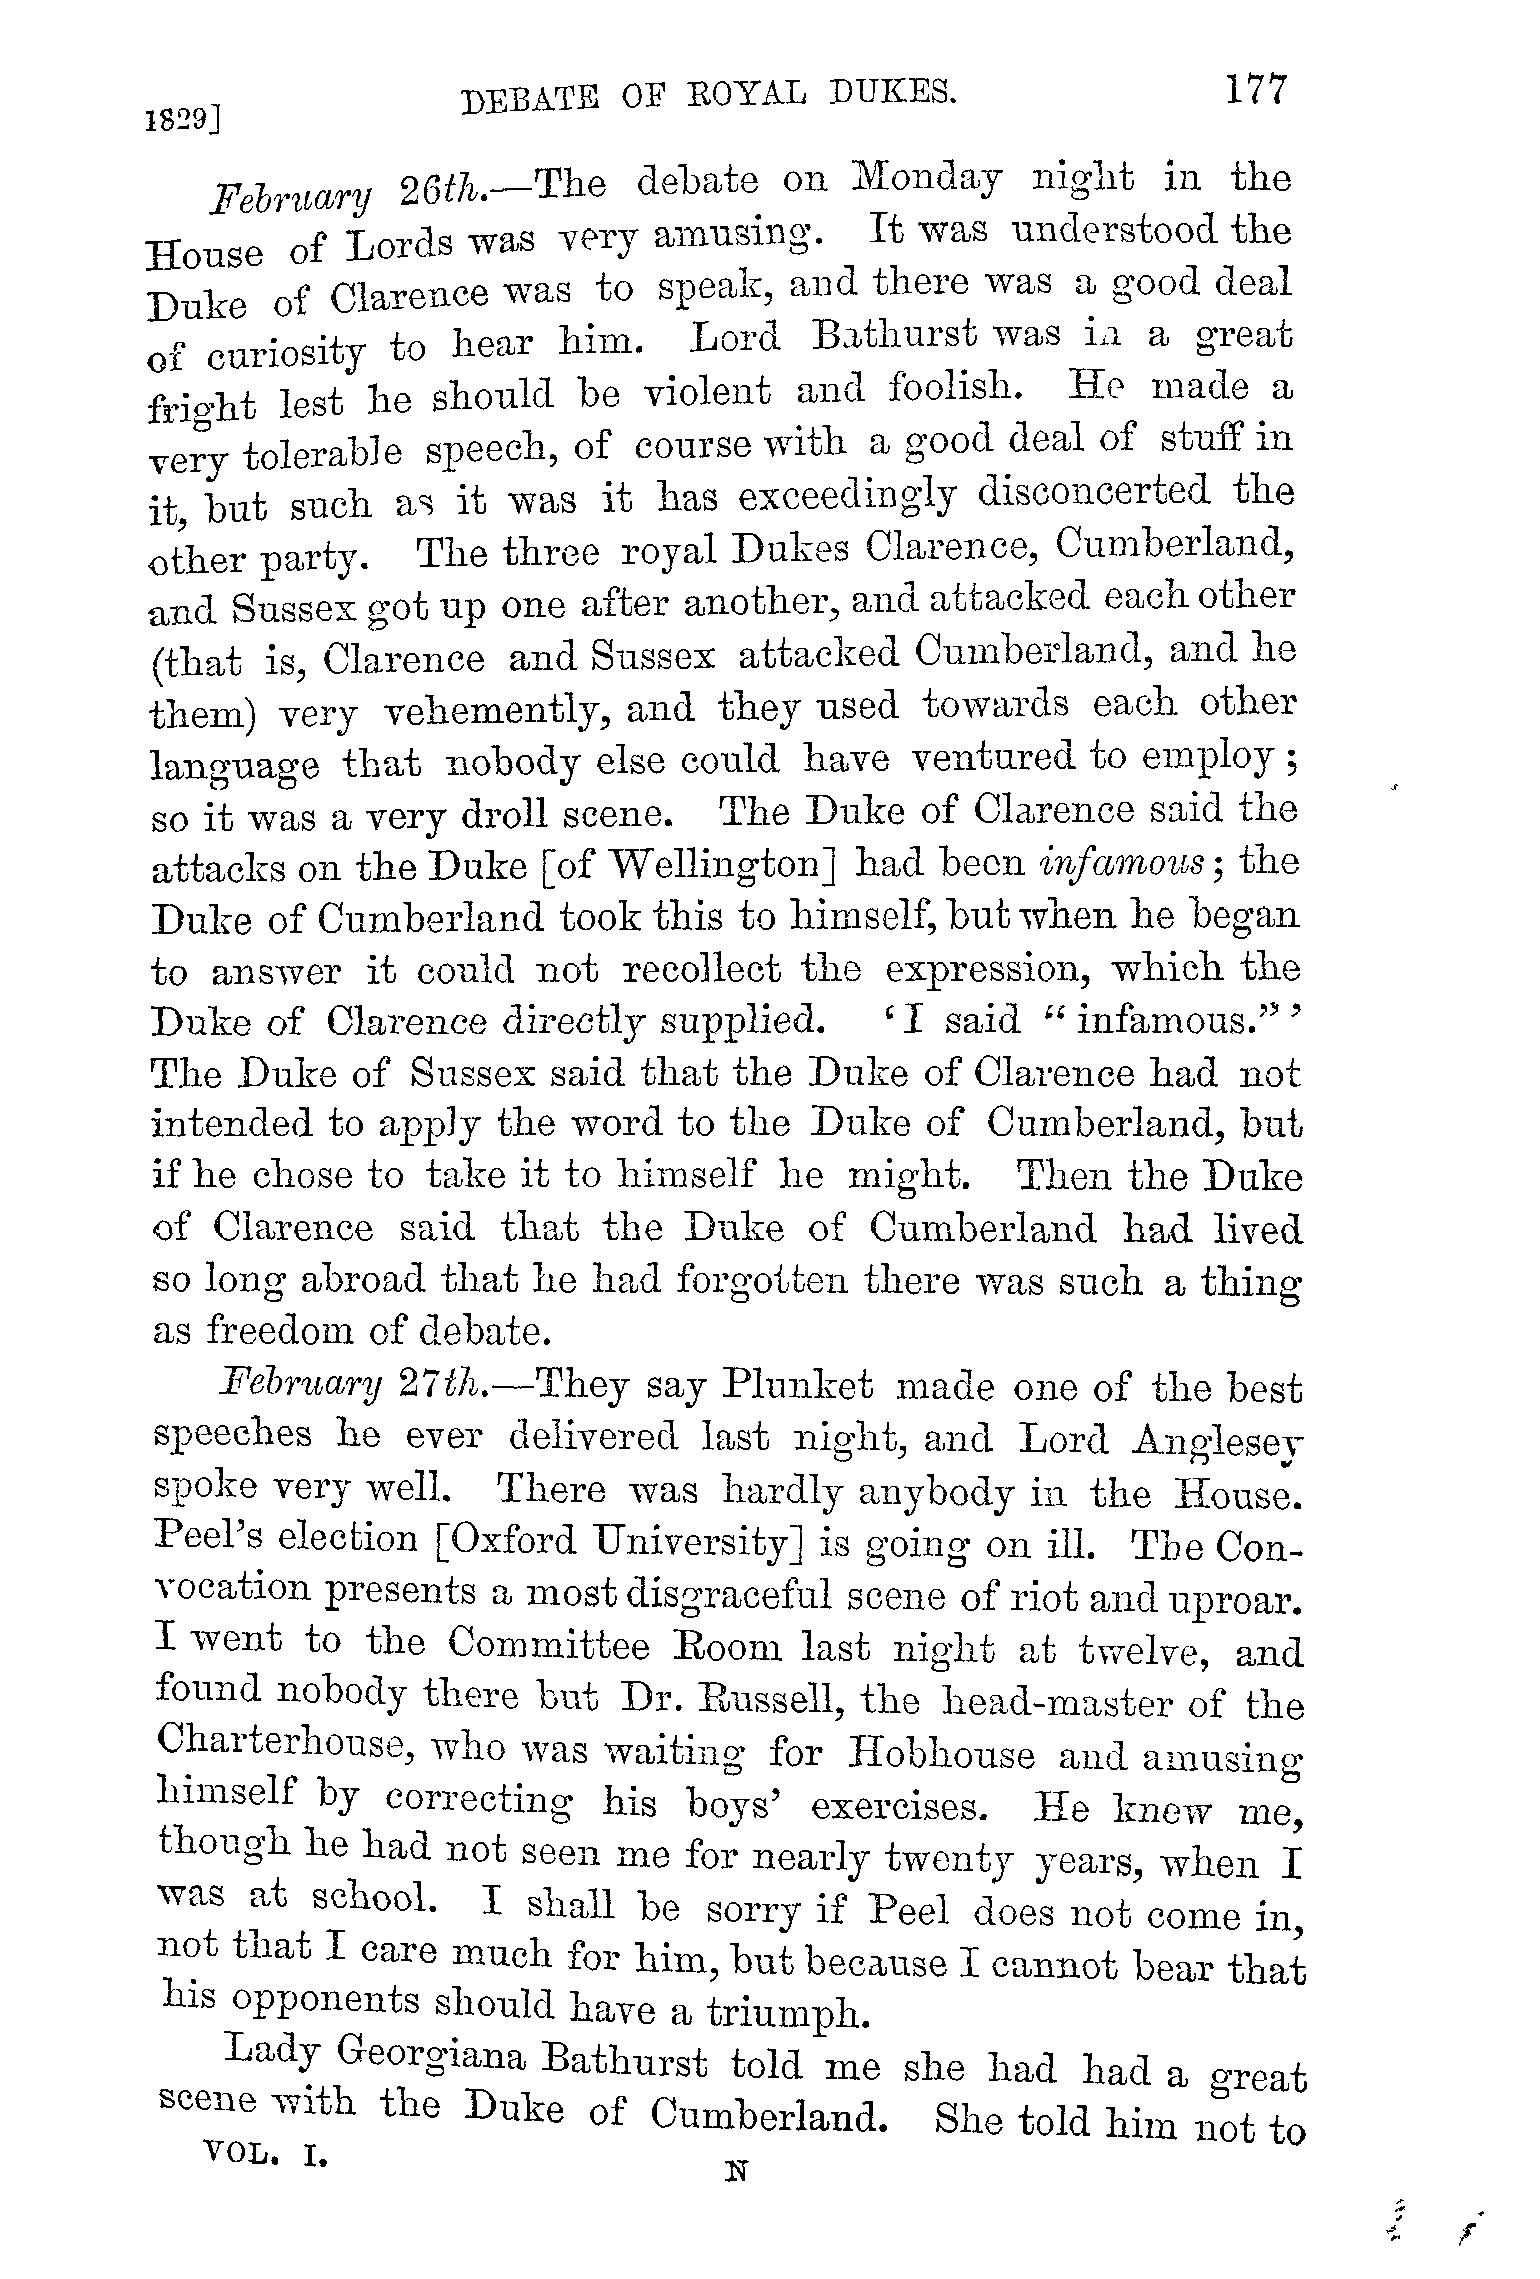 1829] DEBATE OF ROYAL DUKES. 177
February 26th.—The debate on Monday night in the
House of Lords was very amusing. It was understood the
Duke of Clarence was to speak, and there was a good deal
of curiosity to hear him. Lord Bathurst was in a great
fright lest he should be violent and foolish. He made a
very tolerable speech, of course with a good deal of stuff in
it, but such as it was it has exceedingly disconcerted the
other party. The three royal Dukes Clarence, Cumberland,
and Sussex got up one after another, and attacked each other
(that is, Clarence and Sussex attacked Cumberland, and he
them) very vehemently, and they used towards each other
language that nobody else could have ventured to employ;
so it was a very droll scene. The Duke of Clarence said the
attacks on the Duke [of Wellington] had been infamous; the
Duke of Cumberland took this to himself, but when he began
to answer it could not recollect the expression, which the
Duke of Clarence directly supplied. ‘I said “infamous.”’
The Duke of Sussex said that the Duke of Clarence had not
intended to apply the word to the Duke of Cumberland, but
if he chose to take it to himself he might. Then the Duke
of Clarence said that the Duke of Cumberland had lived
so long abroad that he had forgotten there was such a thing
as freedom of debate.
February 27th.—They say Plunket made one of the best
speeches he ever delivered last night, and Lord Anglesey
spoke very well. There was hardly anybody in the House.
Peel’s election [Oxford University] is going on ill. The Con-
vocation presents a most disgraceful scene of riot and uproar.
I went to the Committee Room last night at twelve, and
found nobody there but Dr. Russell, the head-master of the
Charterhouse, who was waiting for Hobhouse and amusing
himself by correcting his boys’ exercises. He knew me,
though he had not seen me for nearly twenty years, when I
was at school. I shall be sorry if Peel does not come in,
not that I care much for him, but because I cannot bear that
his opponents should have a triumph.
Lady Georgiana Bathurst told me she had had a great
scene with the Duke of Cumberland. She told him not to
VOL. I. N